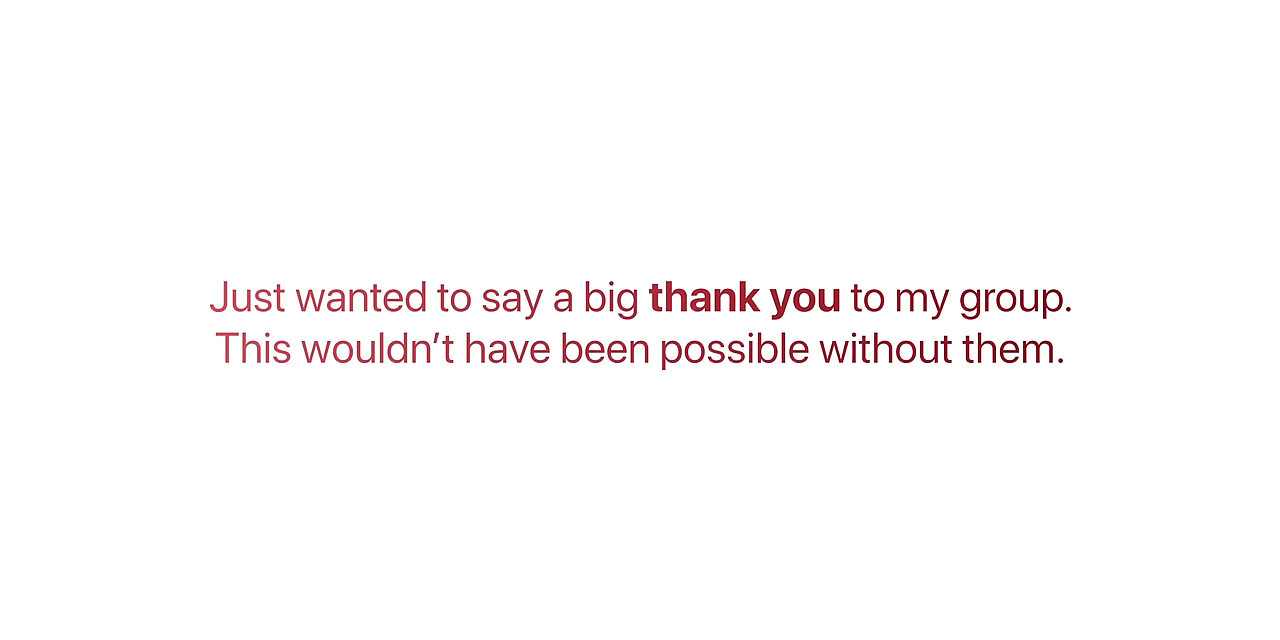 Just wanted to say a big thank you to my group.
This wouldn’t have been possible without them.